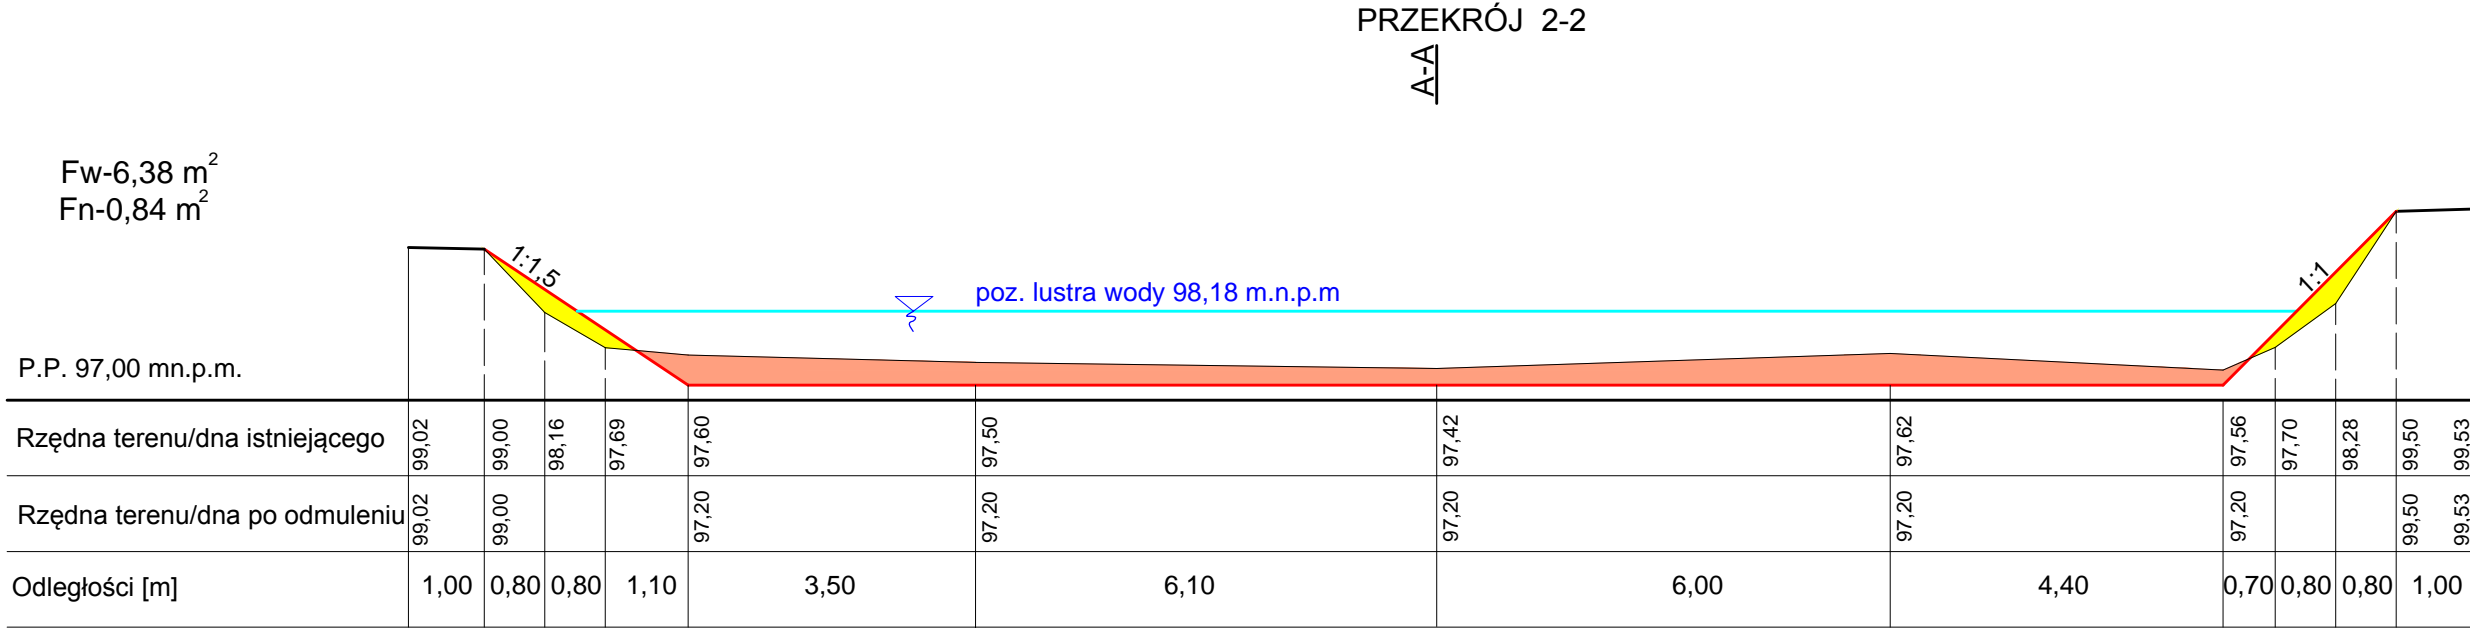 PRZEKRÓJ 2-2
A-A
Fw-6,38 m²
Fn-0,84 m²
1:1,5
poz. lustra wody 98,18 m.n.p.m
1:1
P.P. 97,00 mn.p.m.
Rzędna terenu/dna istniejącego 99,02 99,00 98,16 97,69 97,60 97,50 97,42 97,62 97,56 97,70 98,28 99,50 99,53
Rzędna terenu/dna po odmuleniu 99,02 99,00 97,20 97,20 97,20 97,20 97,20 99,50 99,53
Odległości [m] 1,00 0,80 0,80 1,10 3,50 6,10 6,00 4,40 0,70 0,80 0,80 1,00